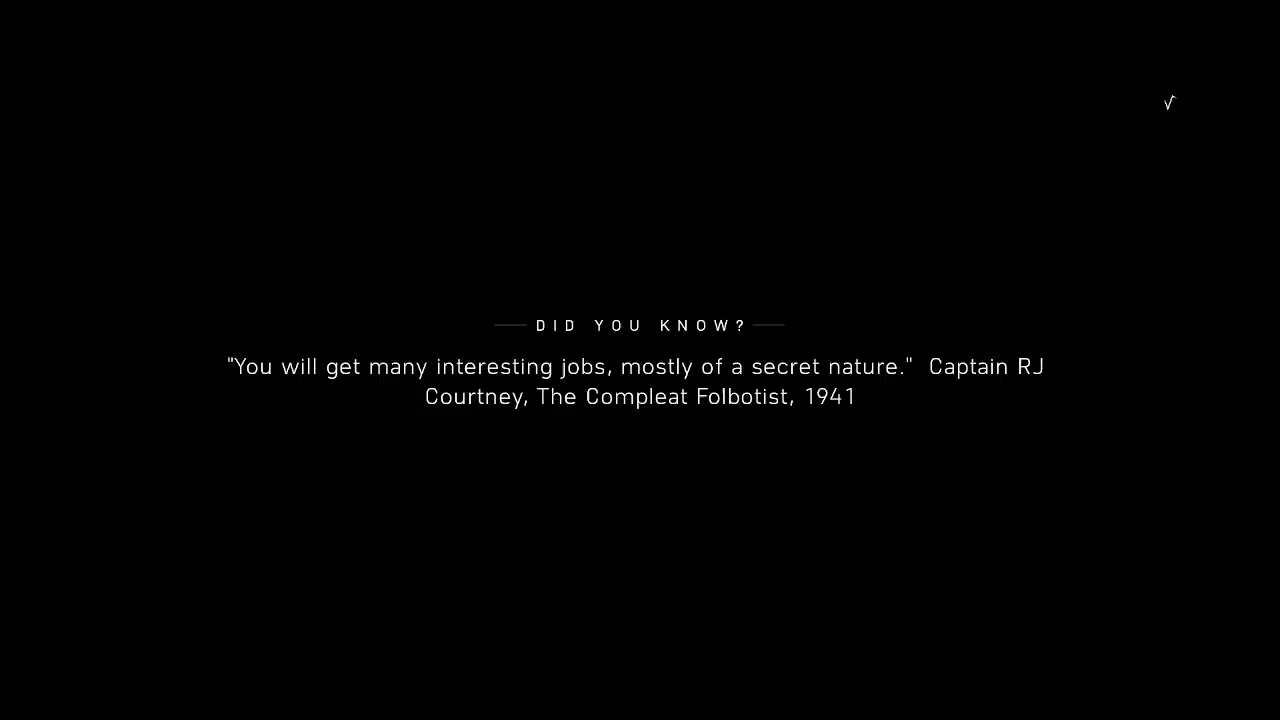 DID YOU KNOW?
"You will get many interesting jobs, mostly of a secret nature."  Captain RJ
Courtney, The Compleat Folbotist, 1941